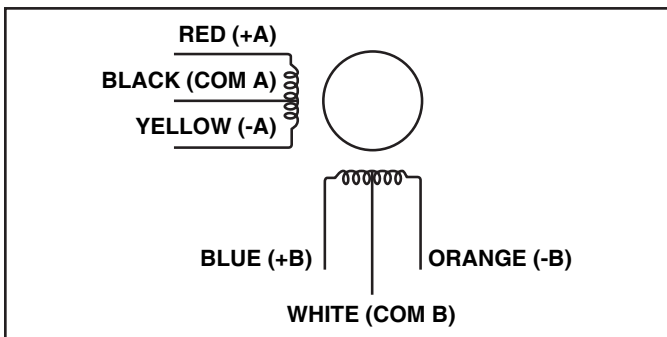 RED (+A)
BLACK (COM A)
YELLOW (-A)
BLUE (+B)
ORANGE (-B)
WHITE (COM B)